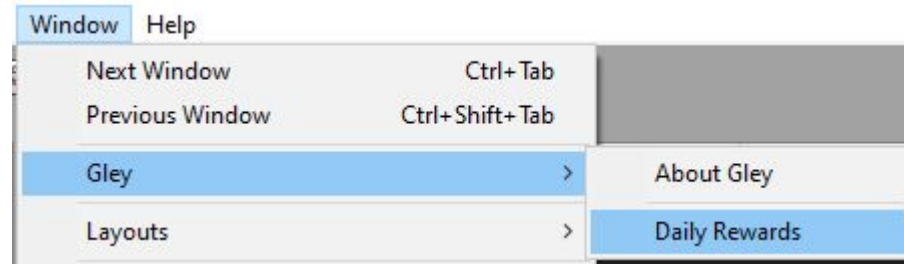 Window Help
Next Window Ctrl+Tab
Previous Window Ctrl+Shift+Tab
Gley > About Gley
Layouts > Daily Rewards